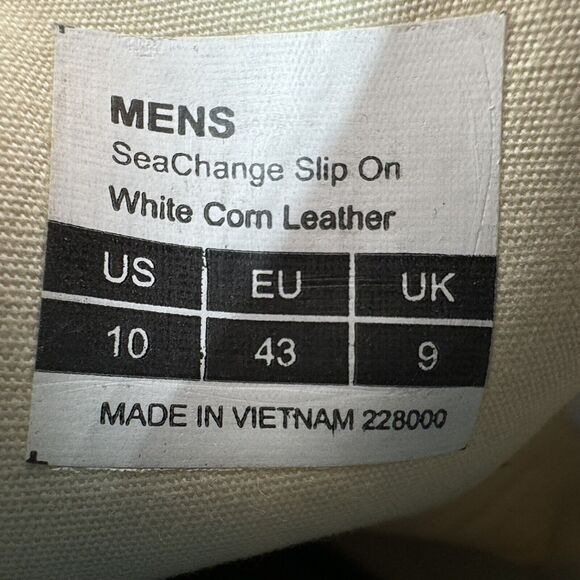 MENS
SeaChange Slip On
White Corn Leather
US EU UK
10 43 9
MADE IN VIETNAM 228000